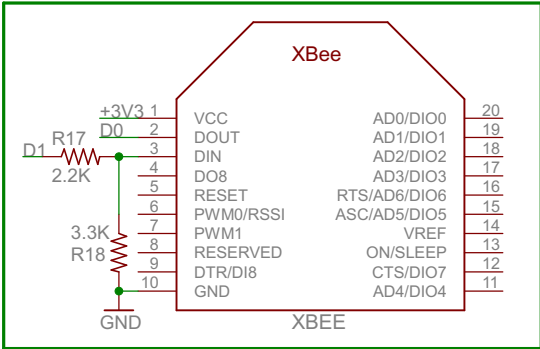 XBee
+3V3 1 VCC AD0/DIO0 20
D0 2 DOUT AD1/DIO1 19
D1 R17 3 DIN AD2/DIO2 18
2.2K 4 DO8 AD3/DIO3 17
5 RESET RTS/AD6/DIO6 16
6 PWM0/RSSI ASC/AD5/DIO5 15
3.3K 7 PWM1 VREF 14
R18 8 RESERVED ON/SLEEP 13
9 DTR/DI8 CTS/DIO7 12
10 GND AD4/DIO4 11
GND XBEE